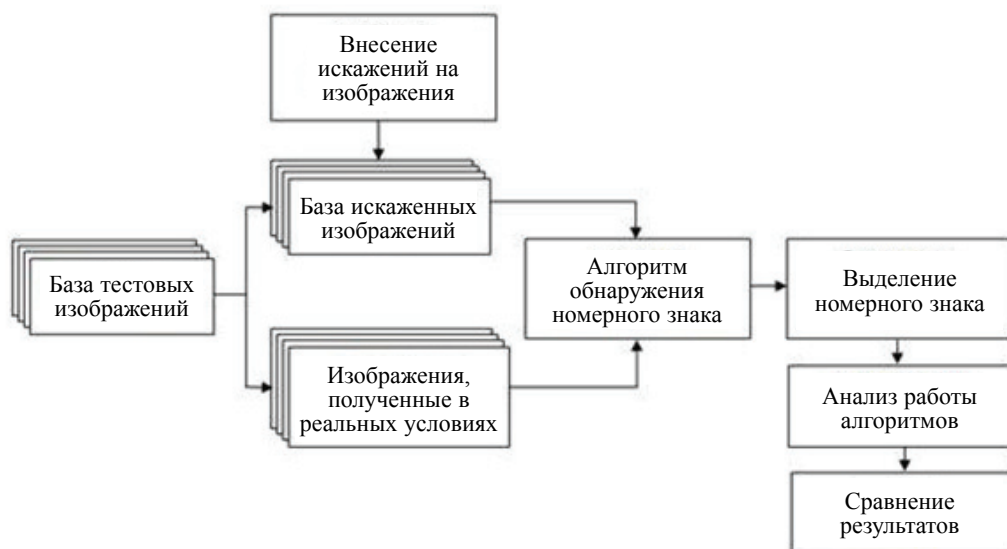 Внесение
искажений на
изображения
База искаженных
изображений
База тестовых
изображений
Изображения,
полученные в
реальных условиях
Алгоритм
обнаружения
номерного знака
Выделение
номерного знака
Анализ работы
алгоритмов
Сравнение
результатов